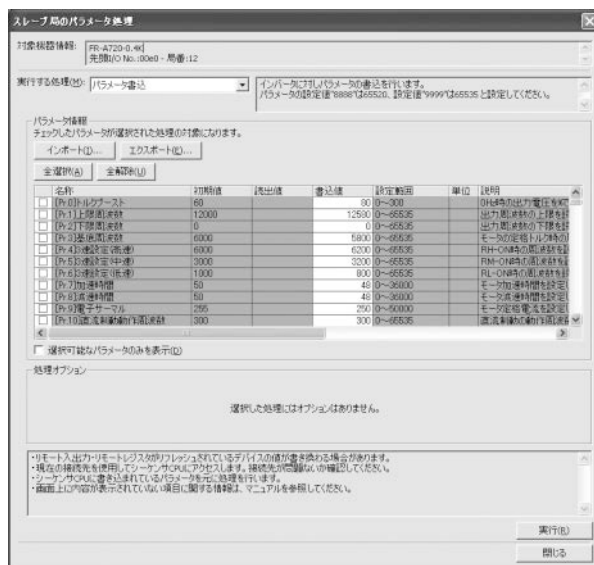 スレーブ局のパラメータ処理
対象機器情報:
FR-A720-0.4K
先頭I/O No.:00e0 - 局番:12
実行する処理(M):
パラメータ書込
インバータに対しパラメータの書込を行います。
パラメータの設定値"8888"は65520、設定値"9999"は65535 と設定してください。
パラメータ情報
チェックしたパラメータが選択された処理の対象になります。
インポート(I)... エクスポート(E)...
全選択(A) 全解除(U)
名称 初期値 読出値 書込値 設定範囲 単位 説明
[Pr.0]トルクブースト 60 80 0~300 0Hz時の出力電圧を
[Pr.1]上限周波数 12000 12500 0~65535 出力周波数の上限を
[Pr.2]下限周波数 0 0 0~65535 出力周波数の下限を
[Pr.3]基底周波数 6000 5800 0~65535 モータの定格トルク時の
[Pr.4]3速設定(高速) 6000 6200 0~65535 RH-ON時の周波数を
[Pr.5]3速設定(中速) 3000 3200 0~65535 RM-ON時の周波数を
[Pr.6]3速設定(低速) 1000 800 0~65535 RL-ON時の周波数を
[Pr.7]加速時間 50 48 0~36000 モータ加速時間を設定し
[Pr.8]減速時間 50 48 0~36000 モータ減速時間を設定し
[Pr.9]電子サーマル 255 250 0~50000 モータ定格電流を設定し
[Pr.10]直流制動動作周波数 300 300 0~65535 直流制動の動作周波
選択可能なパラメータのみを表示(D)
処理オプション
選択した処理にはオプションはありません。
・リモート入出力・リモートレジスタがリフレッシュされているデバイスの値が書き換わる場合があります。
・現在の接続先を使用してシーケンサCPUにアクセスします。接続先が問題ないか確認してください。
・シーケンサCPUに書き込まれているパラメータを元に処理を行います。
・画面上に内容が表示されていない項目に関する情報は、マニュアルを参照してください。
実行(R)
閉じる